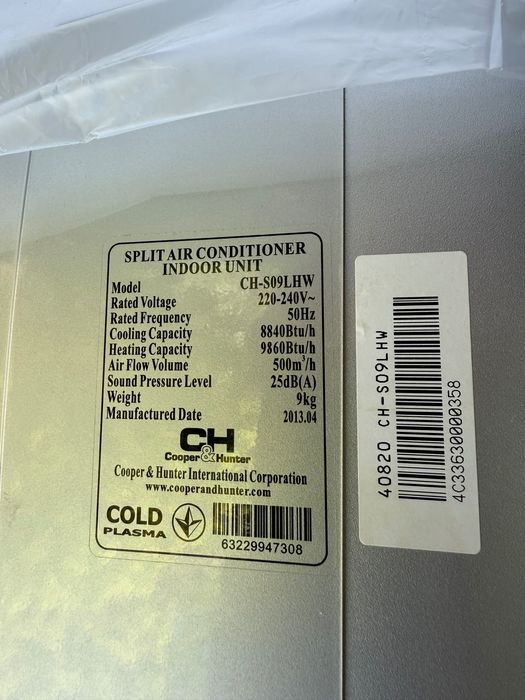 SPLIT AIR CONDITIONER
INDOOR UNIT
Model CH-S09LHW
Rated Voltage 220-240V~
Rated Frequency 50Hz
Cooling Capacity 8840Btu/h
Heating Capacity 9860Btu/h
Air Flow Volume 500m³/h
Sound Pressure Level 25dB(A)
Weight 9kg
Manufactured Date 2013.04
CH
Cooper & Hunter
Cooper & Hunter International Corporation
www.cooperandhunter.com
COLD
PLASMA
63229947308
40820 CH-S09LHW
4C33630000358